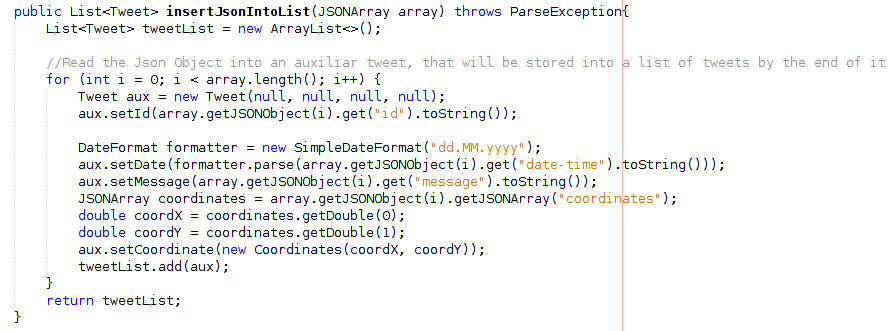 public List<Tweet> insertJsonIntoList(JSONArray array) throws ParseException{
List<Tweet> tweetList = new ArrayList<>();
//Read the Json Object into an auxiliar tweet, that will be stored into a list of tweets by the end of it
for (int i = 0; i < array.length(); i++) {
Tweet aux = new Tweet(null, null, null, null);
aux.setId(array.getJSONObject(i).get("id").toString());
DateFormat formatter = new SimpleDateFormat("dd.MM.yyyy");
aux.setDate(formatter.parse(array.getJSONObject(i).get("date-time").toString()));
aux.setMessage(array.getJSONObject(i).get("message").toString());
JSONArray coordinates = array.getJSONObject(i).getJSONArray("coordinates");
double coordX = coordinates.getDouble(0);
double coordY = coordinates.getDouble(1);
aux.setCoordinate(new Coordinates(coordX, coordY));
tweetList.add(aux);
}
return tweetList;
}